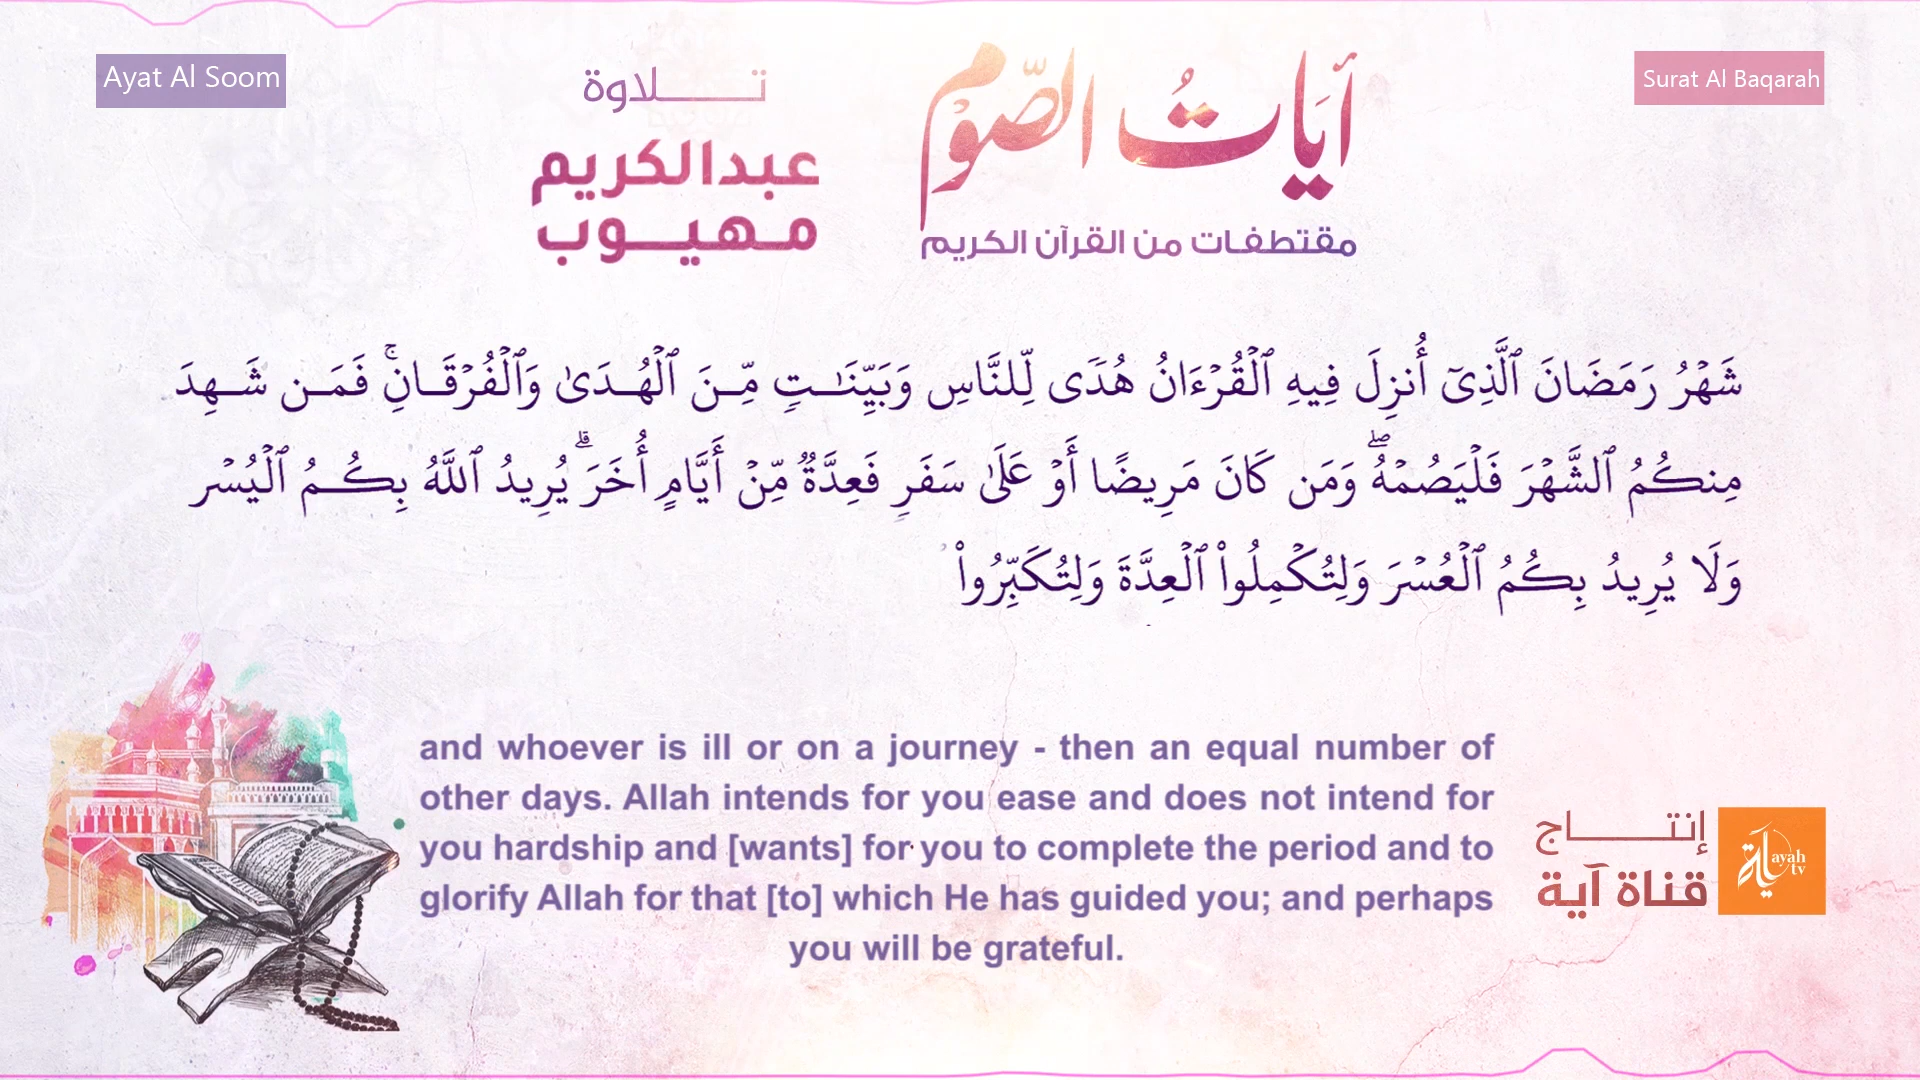 Ayat Al Soom
Surat Al Baqarah
أيَاتُ الصّوْم
مقتطفات من القرآن الكريم
تـــلاوة
عبدالكريم
مهيوب
شَهۡرُ رَمَضَانَ ٱلَّذِيٓ أُنزِلَ فِيهِ ٱلۡقُرۡءَانُ هُدٗى لِّلنَّاسِ وَبَيِّنَٰتٖ مِّنَ ٱلۡهُدَىٰ وَٱلۡفُرۡقَانِۚ فَمَن شَهِدَ
مِنكُمُ ٱلشَّهۡرَ فَلۡيَصُمۡهُۖ وَمَن كَانَ مَرِيضًا أَوۡ عَلَىٰ سَفَرٖ فَعِدَّةٞ مِّنۡ أَيَّامٍ أُخَرَۗ يُرِيدُ ٱللَّهُ بِكُمُ ٱلۡيُسۡر
وَلَا يُرِيدُ بِكُمُ ٱلۡعُسۡرَ وَلِتُكۡمِلُواْ ٱلۡعِدَّةَ وَلِتُكَبِّرُواْ
and whoever is ill or on a journey - then an equal number of
other days. Allah intends for you ease and does not intend for
you hardship and [wants] for you to complete the period and to
glorify Allah for that [to] which He has guided you; and perhaps
you will be grateful.
إنتـــاج
قناة آية
آية
ayah
tv